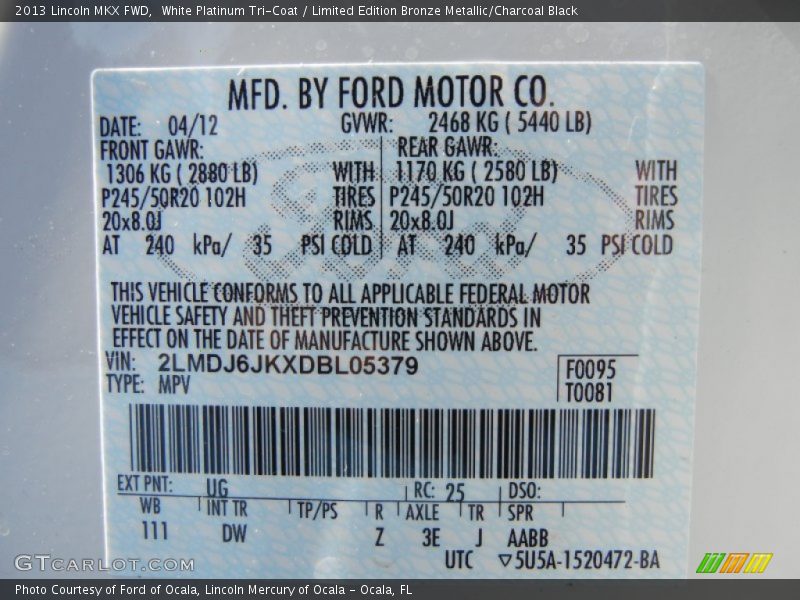 2013 Lincoln MKX FWD,  White Platinum Tri-Coat / Limited Edition Bronze Metallic/Charcoal Black
MFD. BY FORD MOTOR CO.
DATE: 04/12 GVWR: 2468 KG ( 5440 LB)
FRONT GAWR: REAR GAWR:
1306 KG ( 2880 LB) WITH 1170 KG ( 2580 LB) WITH
P245/50R20 102H TIRES P245/50R20 102H TIRES
20x8.0J RIMS 20x8.0J RIMS
AT 240 kPa/ 35 PSI COLD AT 240 kPa/ 35 PSI COLD
THIS VEHICLE CONFORMS TO ALL APPLICABLE FEDERAL MOTOR
VEHICLE SAFETY AND THEFT PREVENTION STANDARDS IN
EFFECT ON THE DATE OF MANUFACTURE SHOWN ABOVE.
VIN: 2LMDJ6JKXDBL05379 F0095
TYPE: MPV T0081
EXT PNT: UG RC: 25 DSO:
WB INT TR TP/PS R AXLE TR SPR
111 DW Z 3E J AABB
UTC ▽5U5A-1520472-BA
GTCARLOT.COM
Photo Courtesy of Ford of Ocala, Lincoln Mercury of Ocala - Ocala, FL